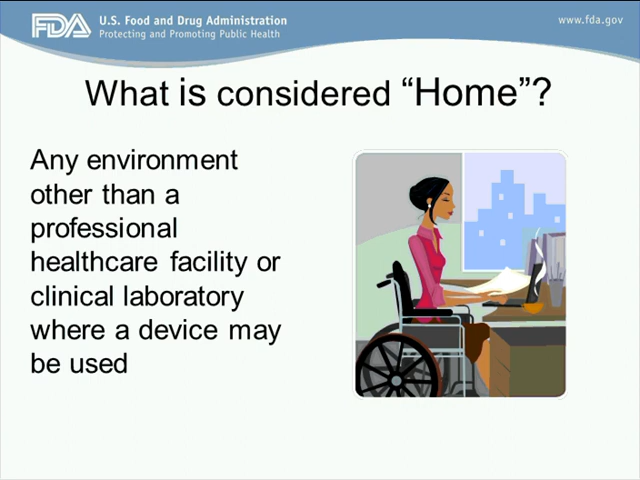 FDA U.S. Food and Drug Administration
Protecting and Promoting Public Health
www.fda.gov
What is considered “Home”?
Any environment
other than a
professional
healthcare facility or
clinical laboratory
where a device may
be used